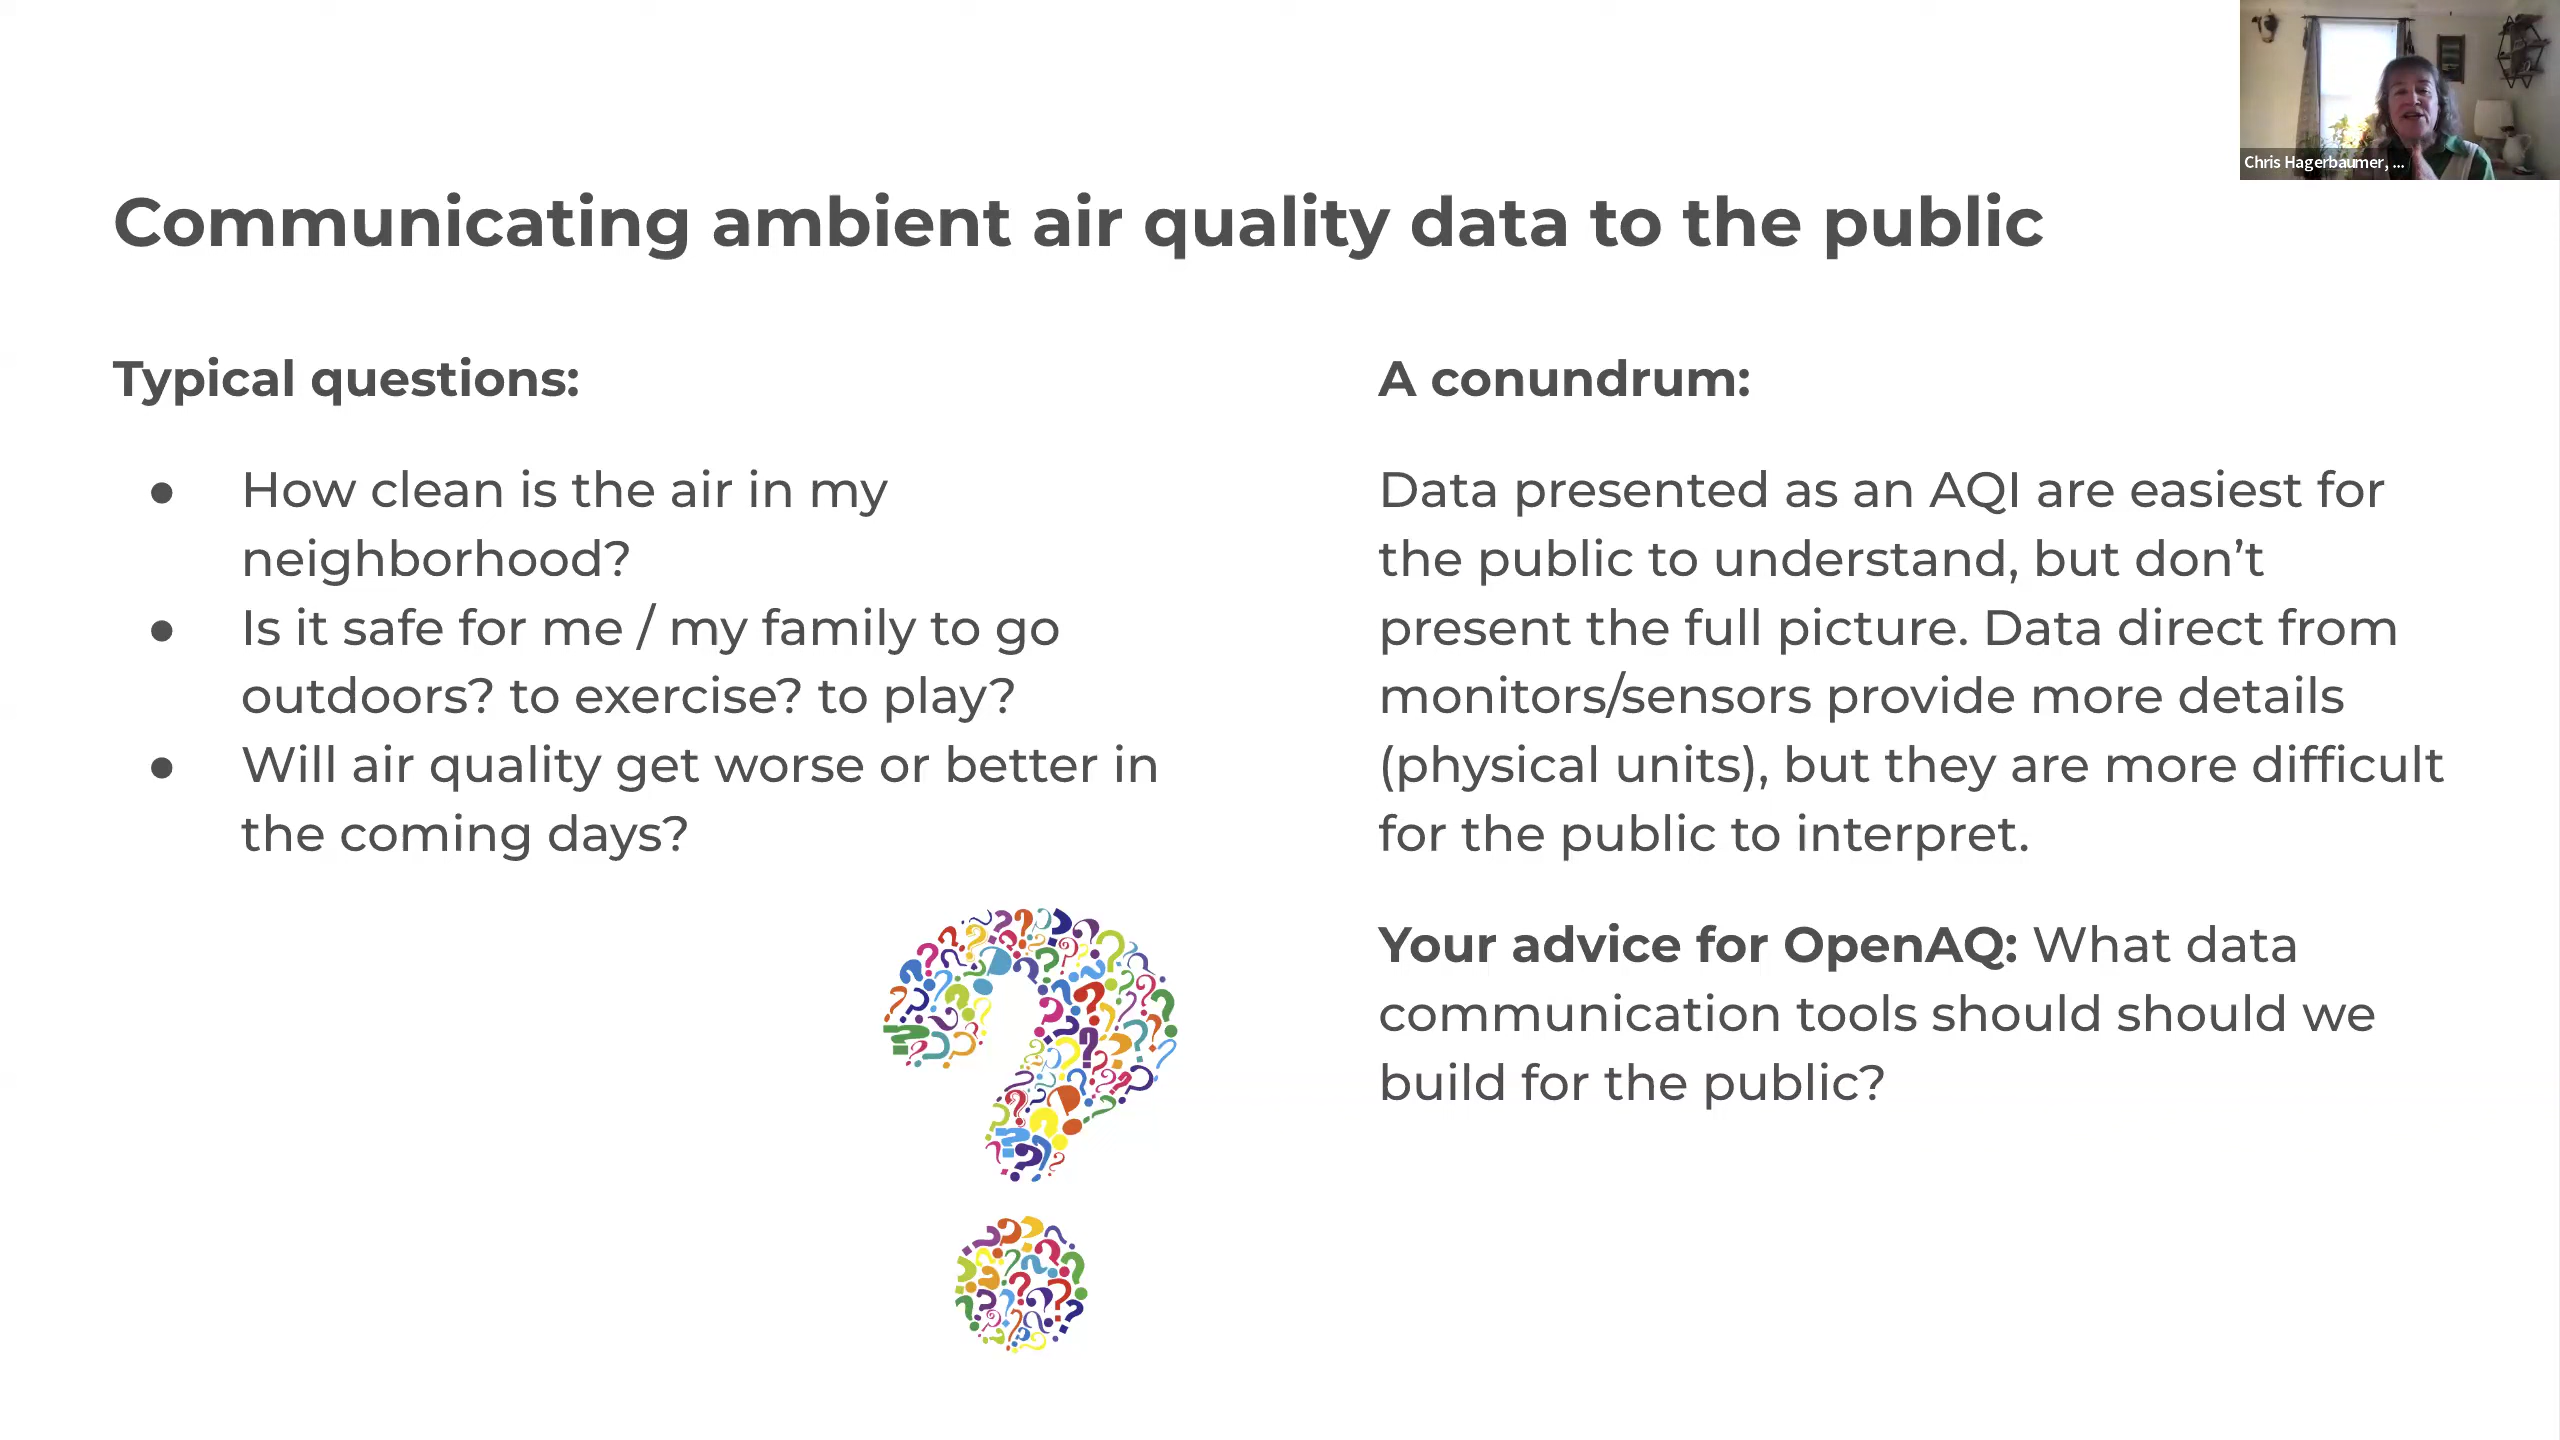 Chris Hagerbaumer, ...
Communicating ambient air quality data to the public
Typical questions:
● How clean is the air in my
neighborhood?
● Is it safe for me / my family to go
outdoors? to exercise? to play?
● Will air quality get worse or better in
the coming days?
A conundrum:
Data presented as an AQI are easiest for
the public to understand, but don’t
present the full picture. Data direct from
monitors/sensors provide more details
(physical units), but they are more difficult
for the public to interpret.
Your advice for OpenAQ: What data
communication tools should should we
build for the public?